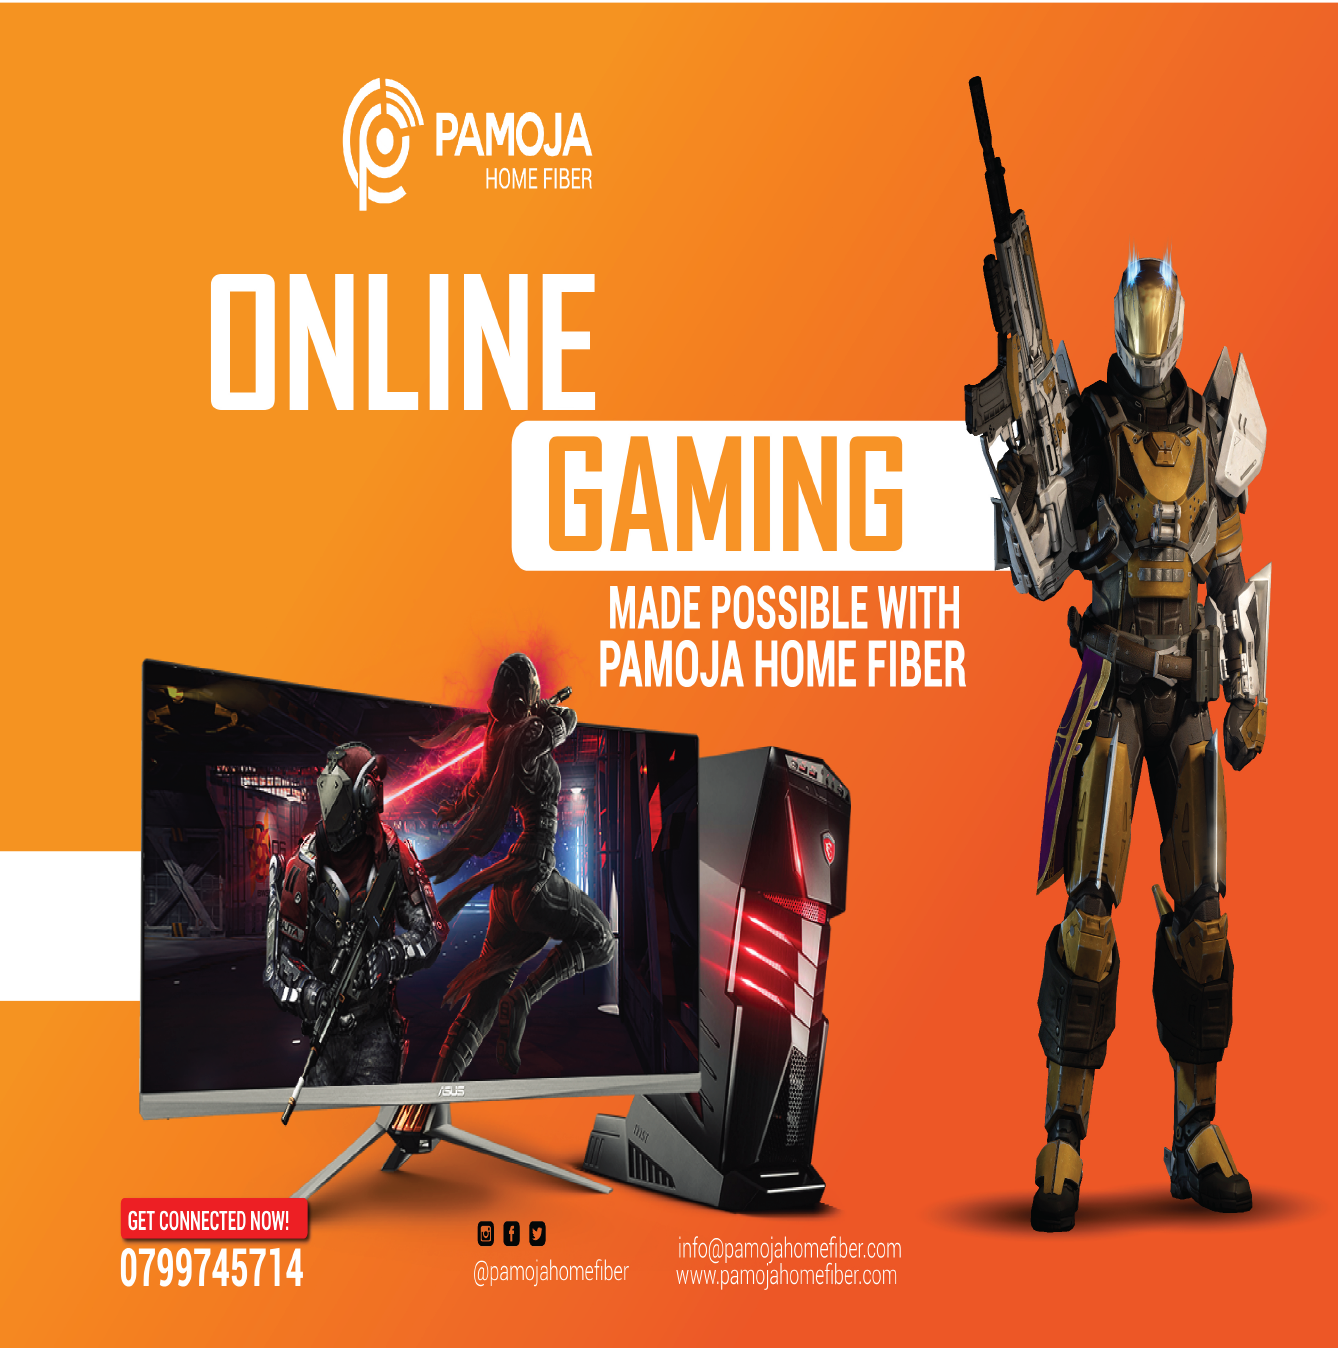 PAMOJA
HOME FIBER
ONLINE
GAMING
MADE POSSIBLE WITH
PAMOJA HOME FIBER
ASUS
GET CONNECTED NOW!
0799745714
@pamojahomefiber
info@pamojahomefiber.com
www.pamojahomefiber.com